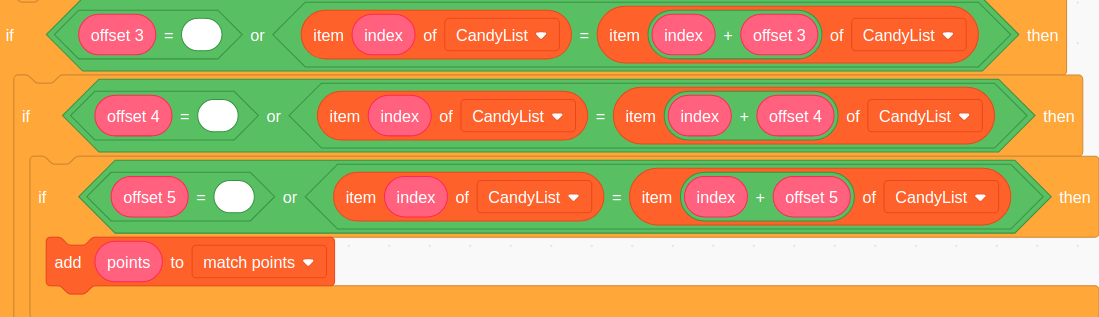 if offset 3 = or item index of CandyList = item index + offset 3 of CandyList then
if offset 4 = or item index of CandyList = item index + offset 4 of CandyList then
if offset 5 = or item index of CandyList = item index + offset 5 of CandyList then
add points to match points